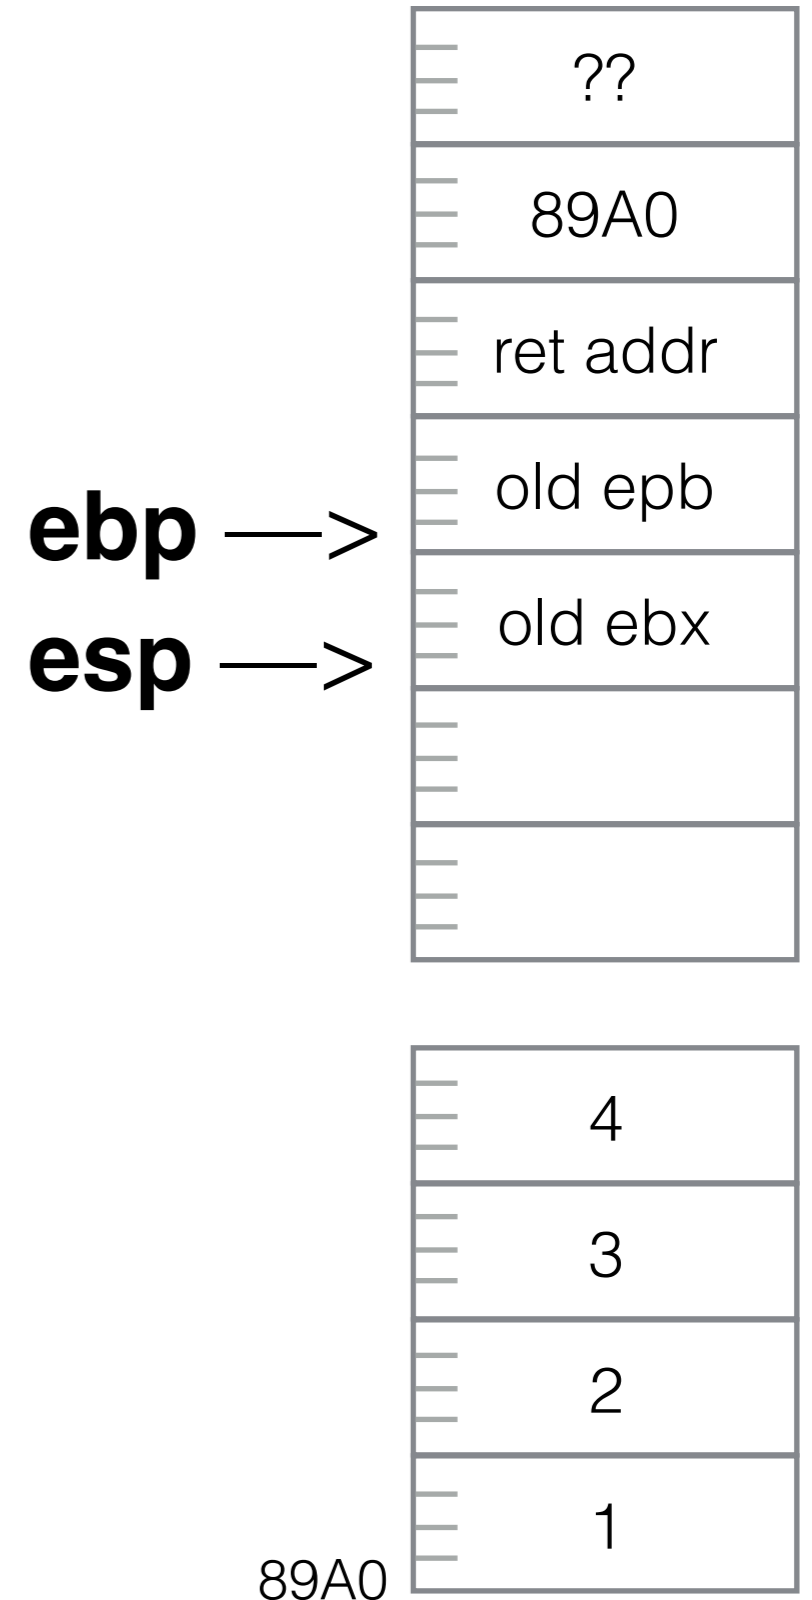 ??
89A0
ret addr
old epb
ebp —>
old ebx
esp —>
4
3
2
1
89A0